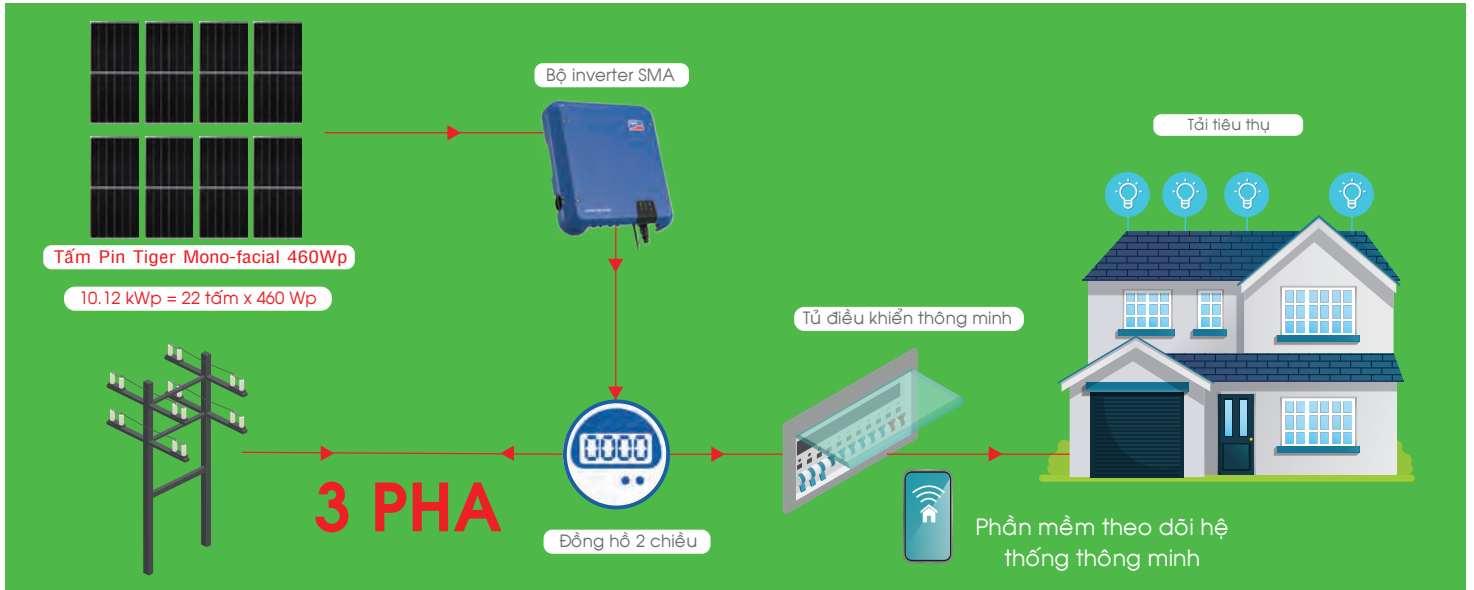 Bộ inverter SMA
Tải tiêu thụ
Tấm Pin Tiger Mono-facial 460Wp
10.12 kWp = 22 tấm x 460 Wp
Tủ điều khiển thông minh
0000
3 PHA
Đồng hồ 2 chiều
Phần mềm theo dõi hệ
thống thông minh